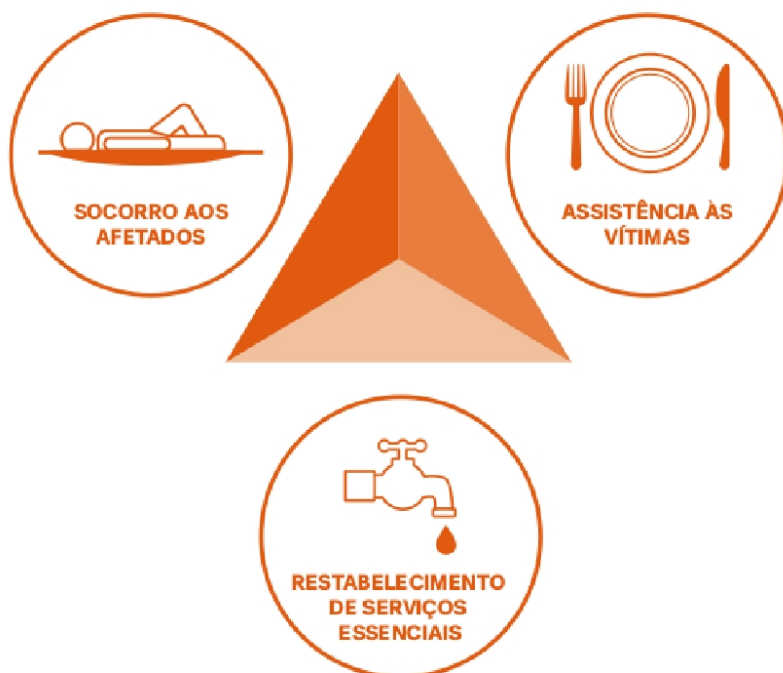 SOCORRO AOS
AFETADOS
ASSISTÊNCIA ÀS
VÍTIMAS
RESTABELECIMENTO
DE SERVIÇOS
ESSENCIAIS